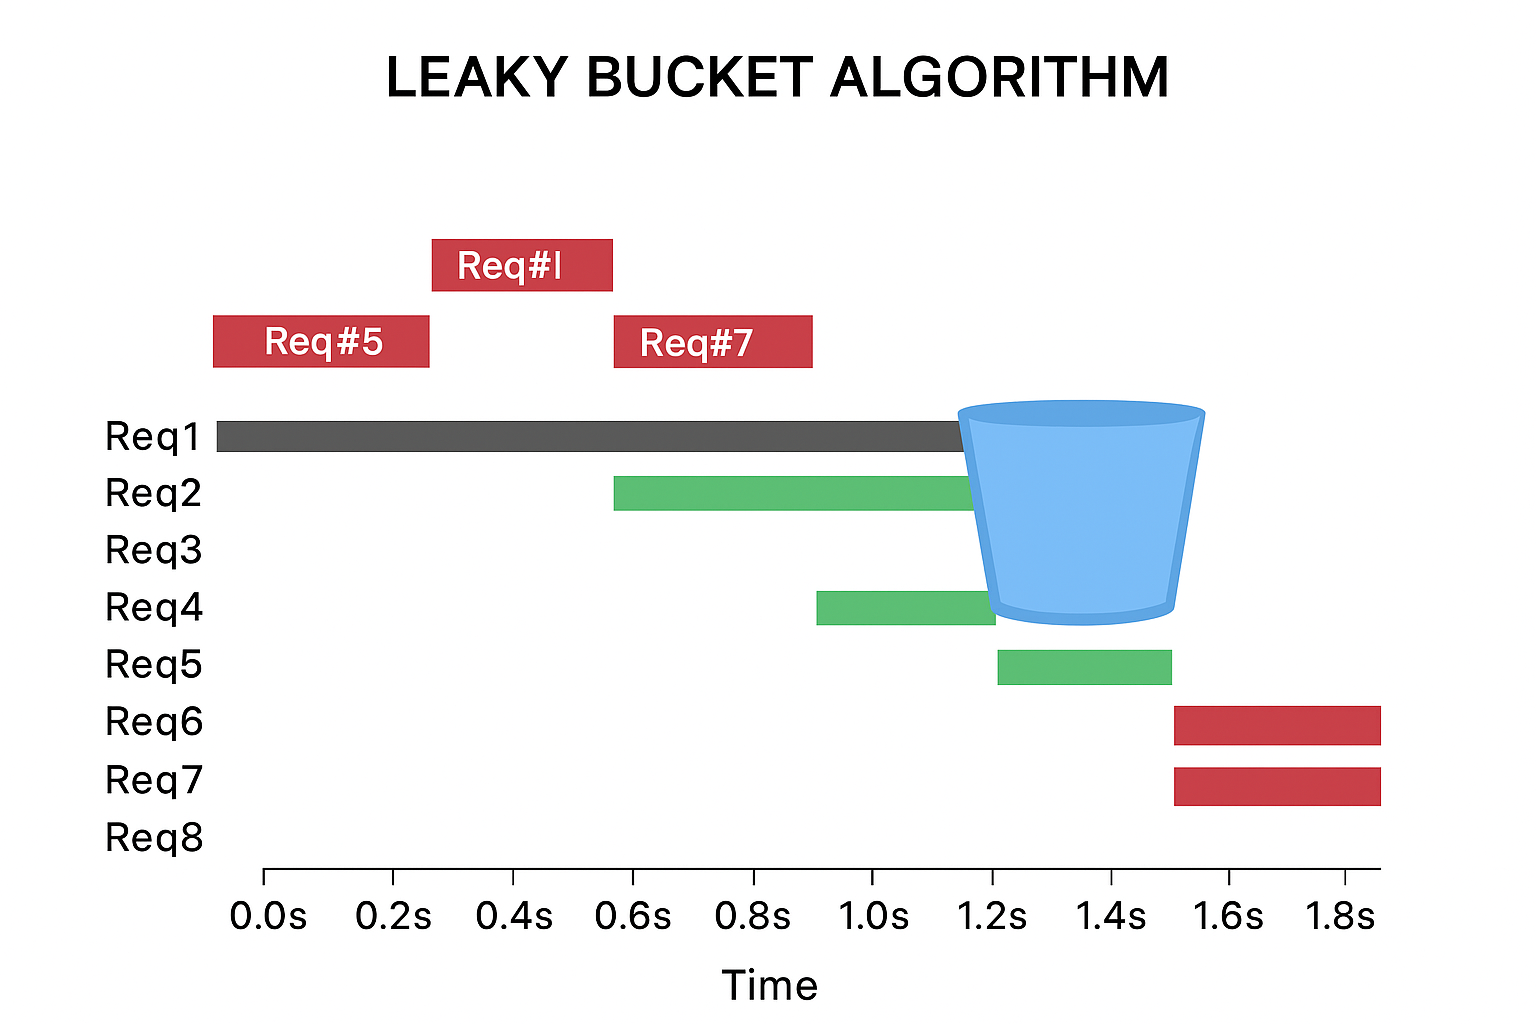 LEAKY BUCKET ALGORITHM
Req#l
Req#5
Req#7
Req1
Req2
Req3
Req4
Req5
Req6
Req7
Req8
0.0s 0.2s 0.4s 0.6s 0.8s 1.0s 1.2s 1.4s 1.6s 1.8s
Time